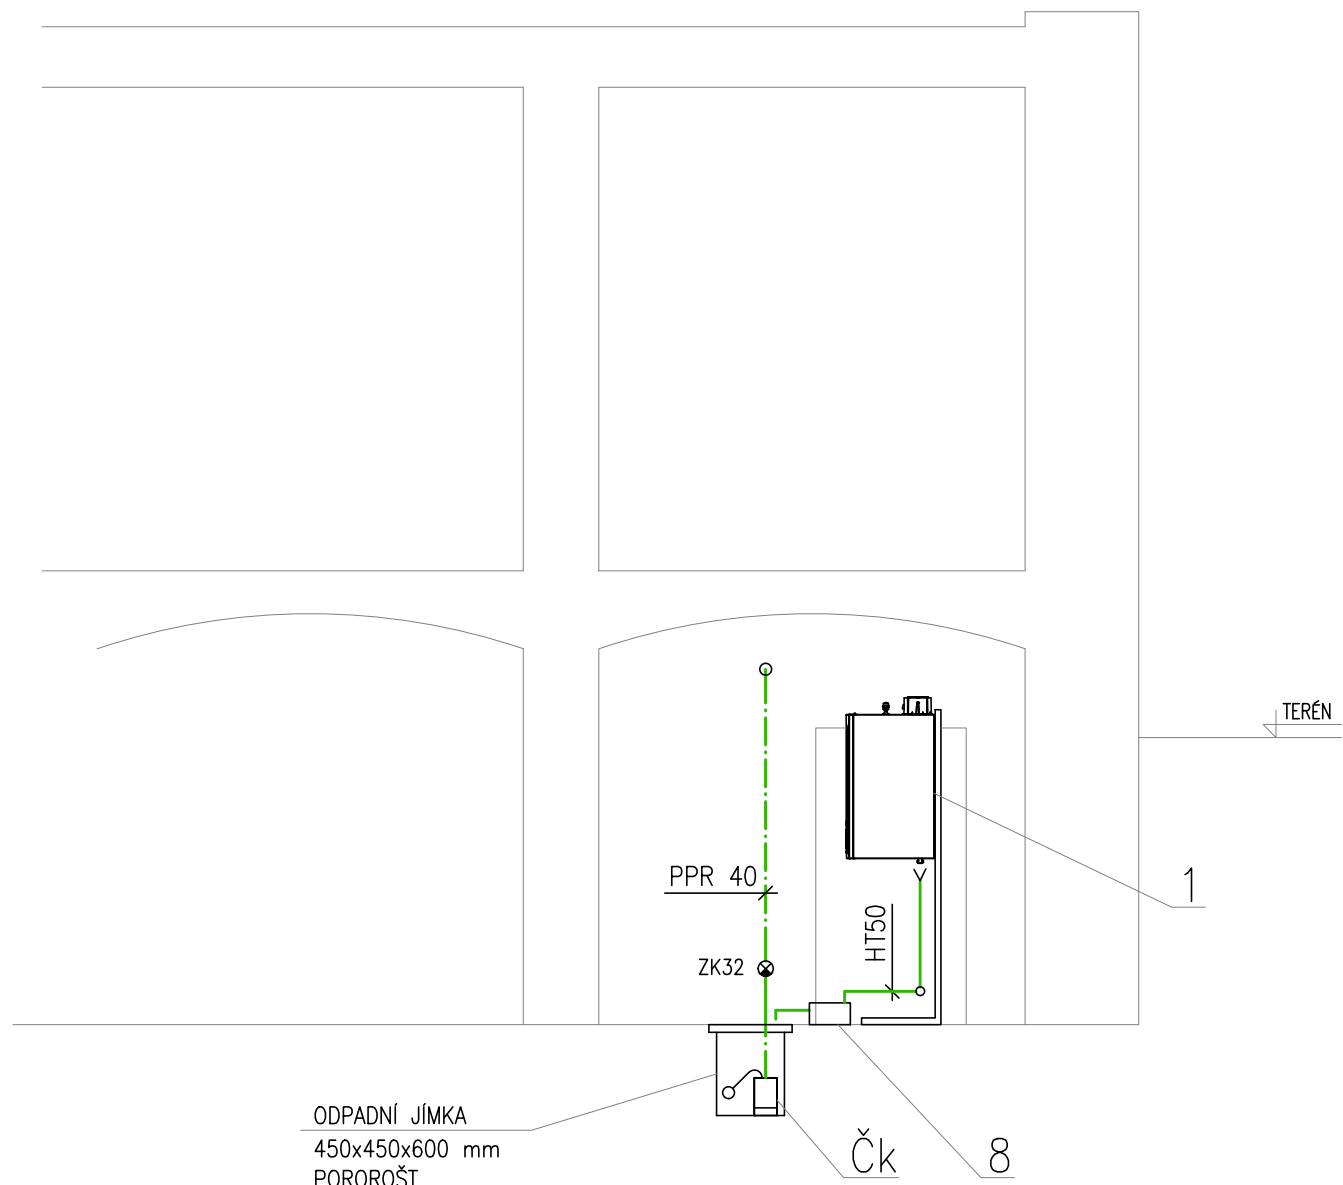 TERÉN
PPR 40
1
HT50
ZK32
ODPADNÍ JÍMKA
450x450x600 mm
POROROŠT
Čk
8